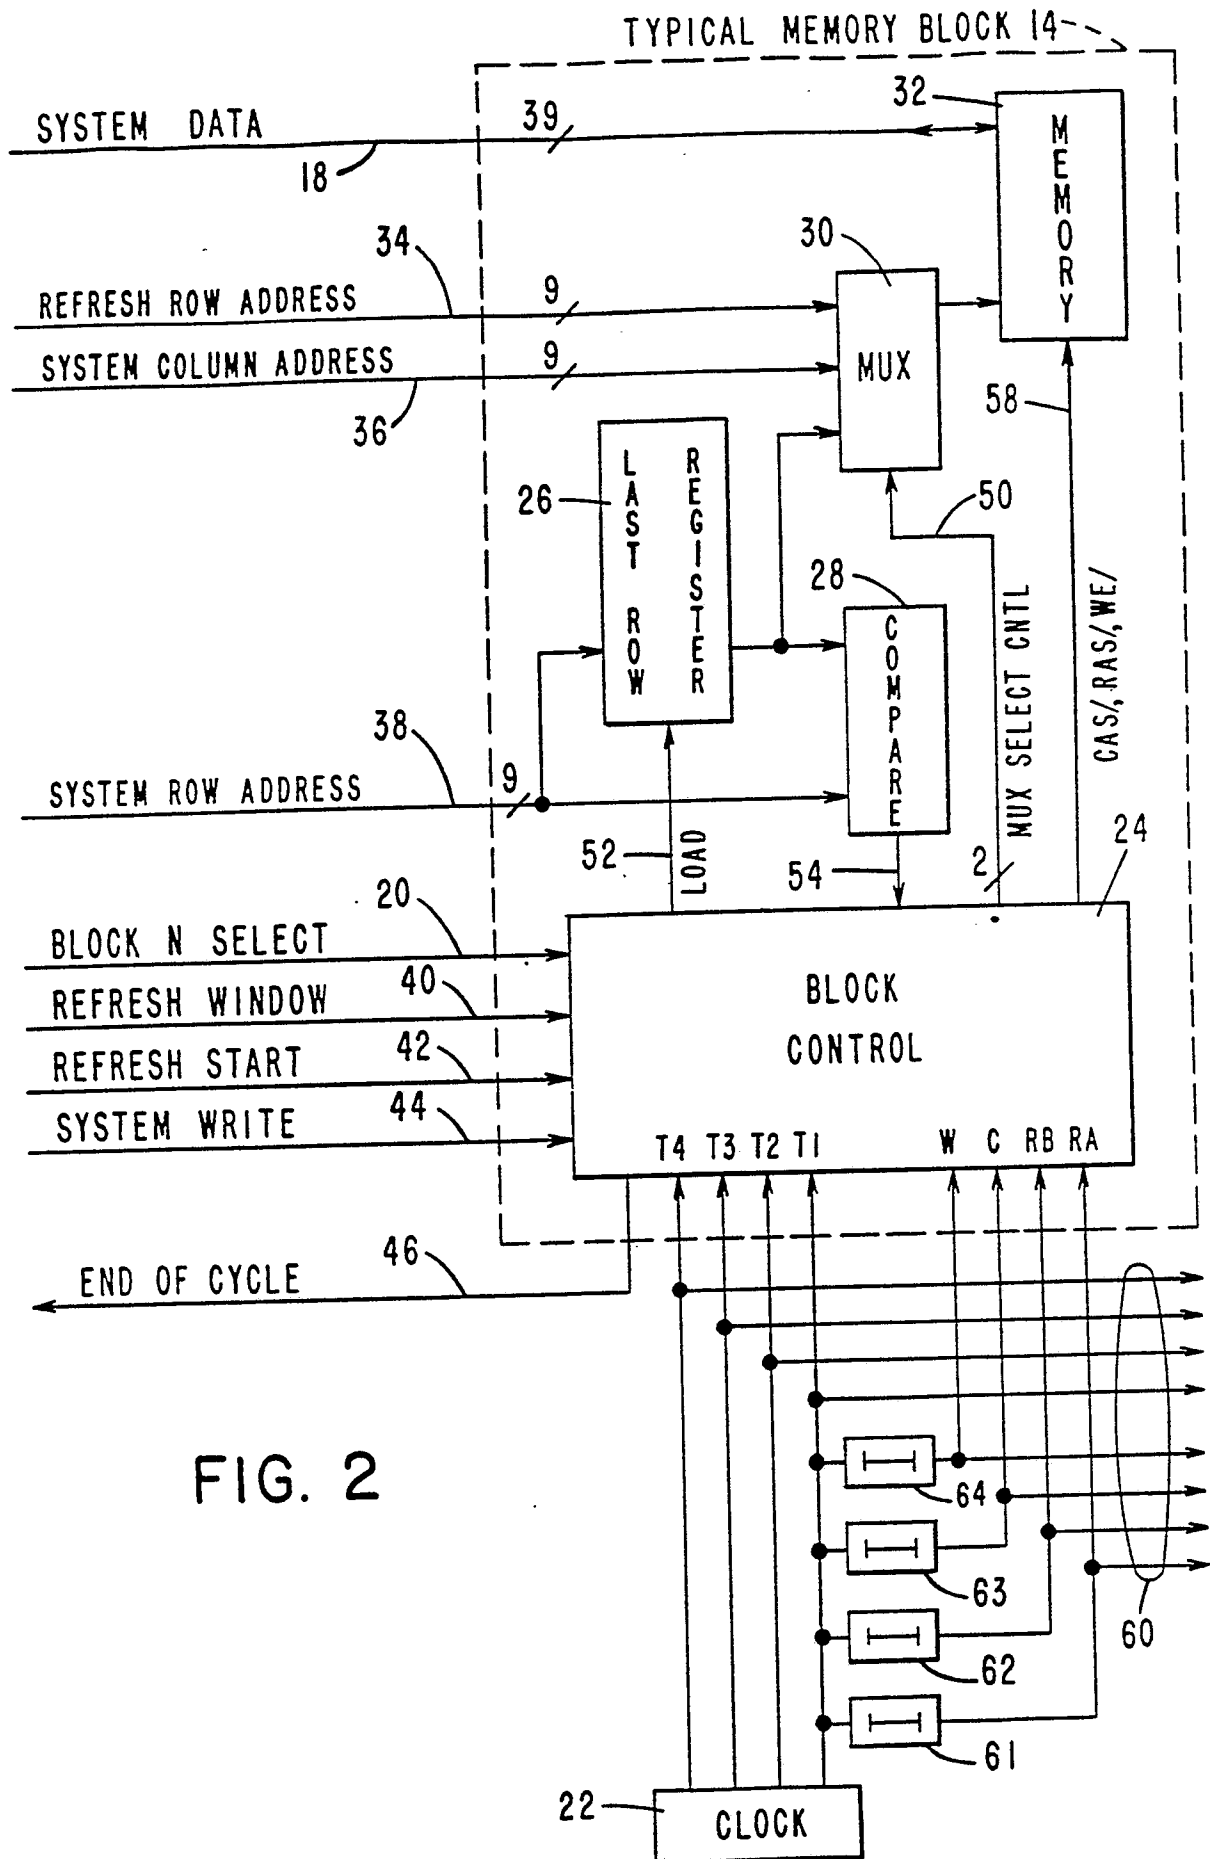 TYPICAL MEMORY BLOCK 14
SYSTEM DATA
39
32
MEMORY
18
34
30
REFRESH ROW ADDRESS
9
SYSTEM COLUMN ADDRESS
9
MUX
36
58
LAST ROW REGISTER
26
50
28
COMPARE
MUX SELECT CNTL
CAS/,RAS/,WE/
38
SYSTEM ROW ADDRESS
9
52
LOAD
54
2
24
20
BLOCK N SELECT
REFRESH WINDOW
40
BLOCK CONTROL
REFRESH START
42
SYSTEM WRITE
44
T4 T3 T2 T1 W C RB RA
46
END OF CYCLE
FIG. 2
64
63
60
62
61
22
CLOCK